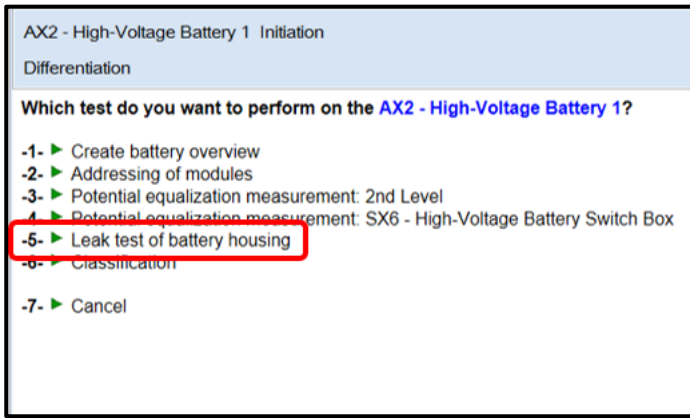 AX2 - High-Voltage Battery 1 Initiation
Differentiation
Which test do you want to perform on the AX2 - High-Voltage Battery 1?
-1- ► Create battery overview
-2- ► Addressing of modules
-3- ► Potential equalization measurement: 2nd Level
-4- ► Potential equalization measurement: SX6 - High-Voltage Battery Switch Box
-5- ► Leak test of battery housing
-6- ► Classification
-7- ► Cancel